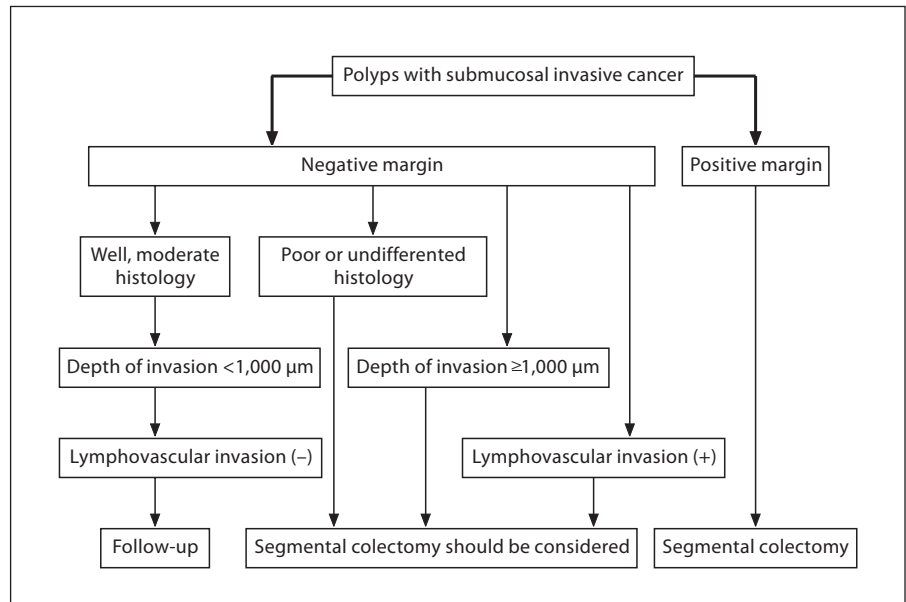 Polyps with submucosal invasive cancer
Negative margin
Positive margin
Well, moderate
histology
Poor or undifferented
histology
Depth of invasion <1,000 μm
Depth of invasion ≥1,000 μm
Lymphovascular invasion (–)
Lymphovascular invasion (+)
Follow-up
Segmental colectomy should be considered
Segmental colectomy